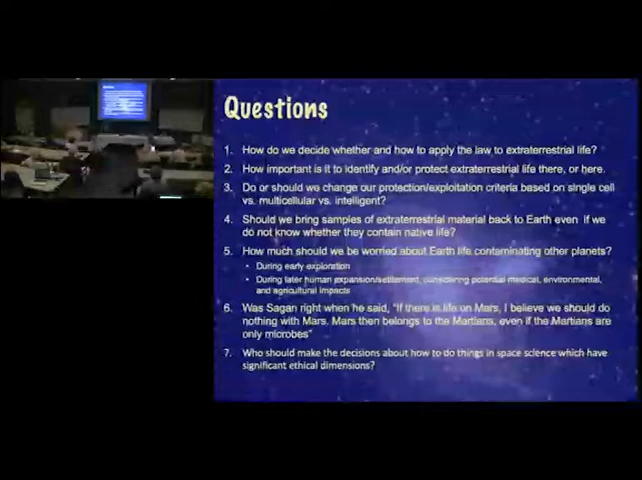 Questions
1. How do we decide whether and how to apply the law to extraterrestrial life?
2. How important is it to identify and/or protect extraterrestrial life there, or here.
3. Do or should we change our protection/exploitation criteria based on single cell
vs. multicellular vs. intelligent?
4. Should we bring samples of extraterrestrial material back to Earth even if we
do not know whether they contain native life?
5. How much should we be worried about Earth life contaminating other planets?
• During early exploration
• During later human expansion/settlement, considering potential medical, environmental,
and agricultural impacts
6. Was Sagan right when he said, "If there is life on Mars, I believe we should do
nothing with Mars. Mars then belongs to the Martians, even if the Martians are
only microbes"
7. Who should make the decisions about how to do things in space science which have
significant ethical dimensions?